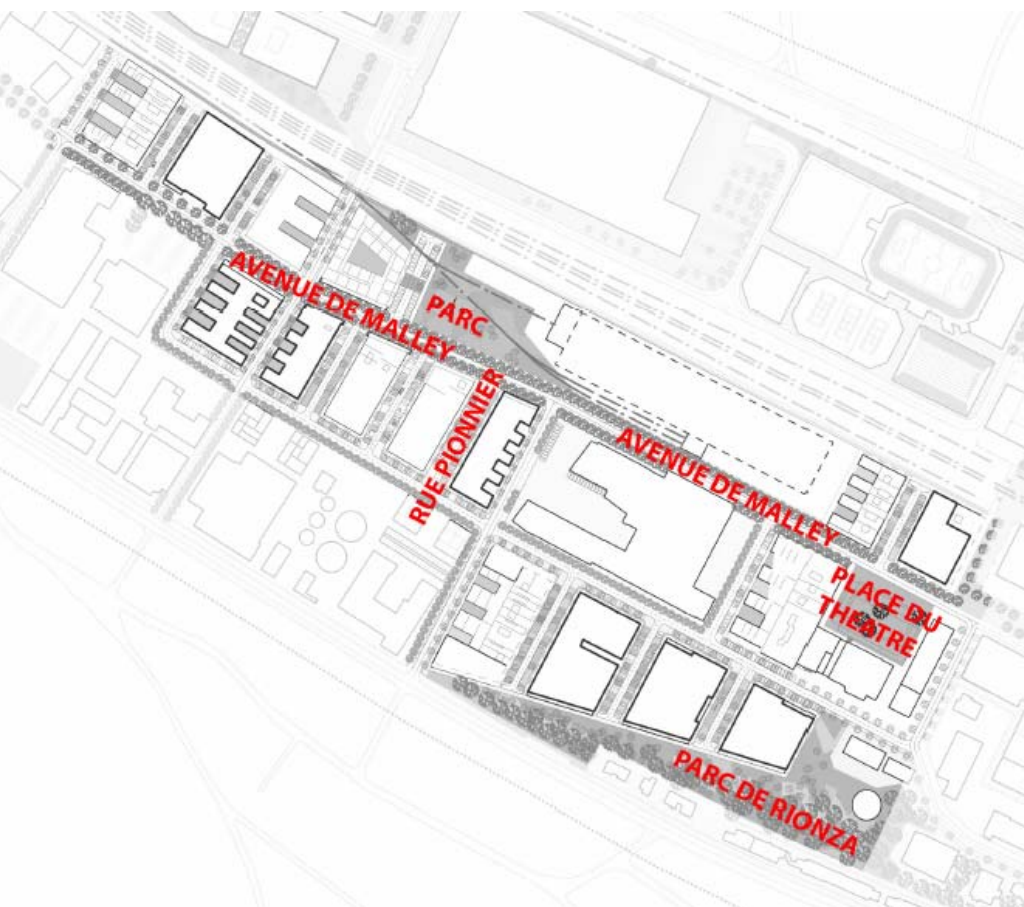 AVENUE DE MALLEY
PARC
RUE PIONNIER
AVENUE DE MALLEY
PLACE DU
THEATRE
PARC DE RIONZA